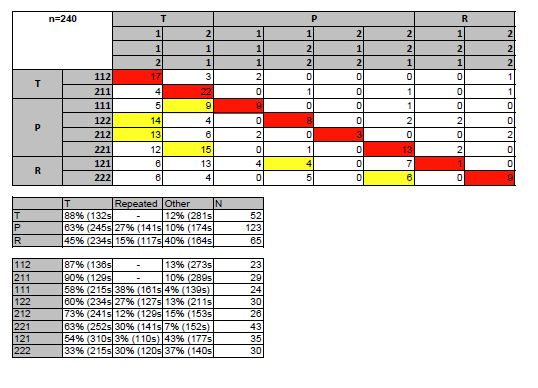 n=240 T P R
1 2 1 1 2 2 1 2
1 1 1 2 1 2 2 2
2 1 1 2 2 1 1 2
T
112 17 3 2 0 0 0 0 1
211 4 22 0 1 0 1 0 1
P
111 5 9 9 0 0 1 0 0
122 14 4 0 8 0 2 2 0
212 13 6 2 0 3 0 0 2
221 12 15 0 1 0 13 2 0
R
121 6 13 4 4 0 7 1 0
222 6 4 0 5 0 6 0 9
T Repeated Other N
T 88% (132s - 12% (281s 52
P 63% (245s 27% (141s 10% (174s 123
R 45% (234s 15% (117s 40% (164s 65
112 87% (136s - 13% (273s 23
211 90% (129s - 10% (289s 29
111 58% (215s 38% (161s 4% (139s) 24
122 60% (234s 27% (127s 13% (211s 30
212 73% (241s 12% (129s 15% (153s 26
221 63% (252s 30% (141s 7% (152s) 43
121 54% (310s 3% (110s) 43% (177s 35
222 33% (215s 30% (120s 37% (140s 30